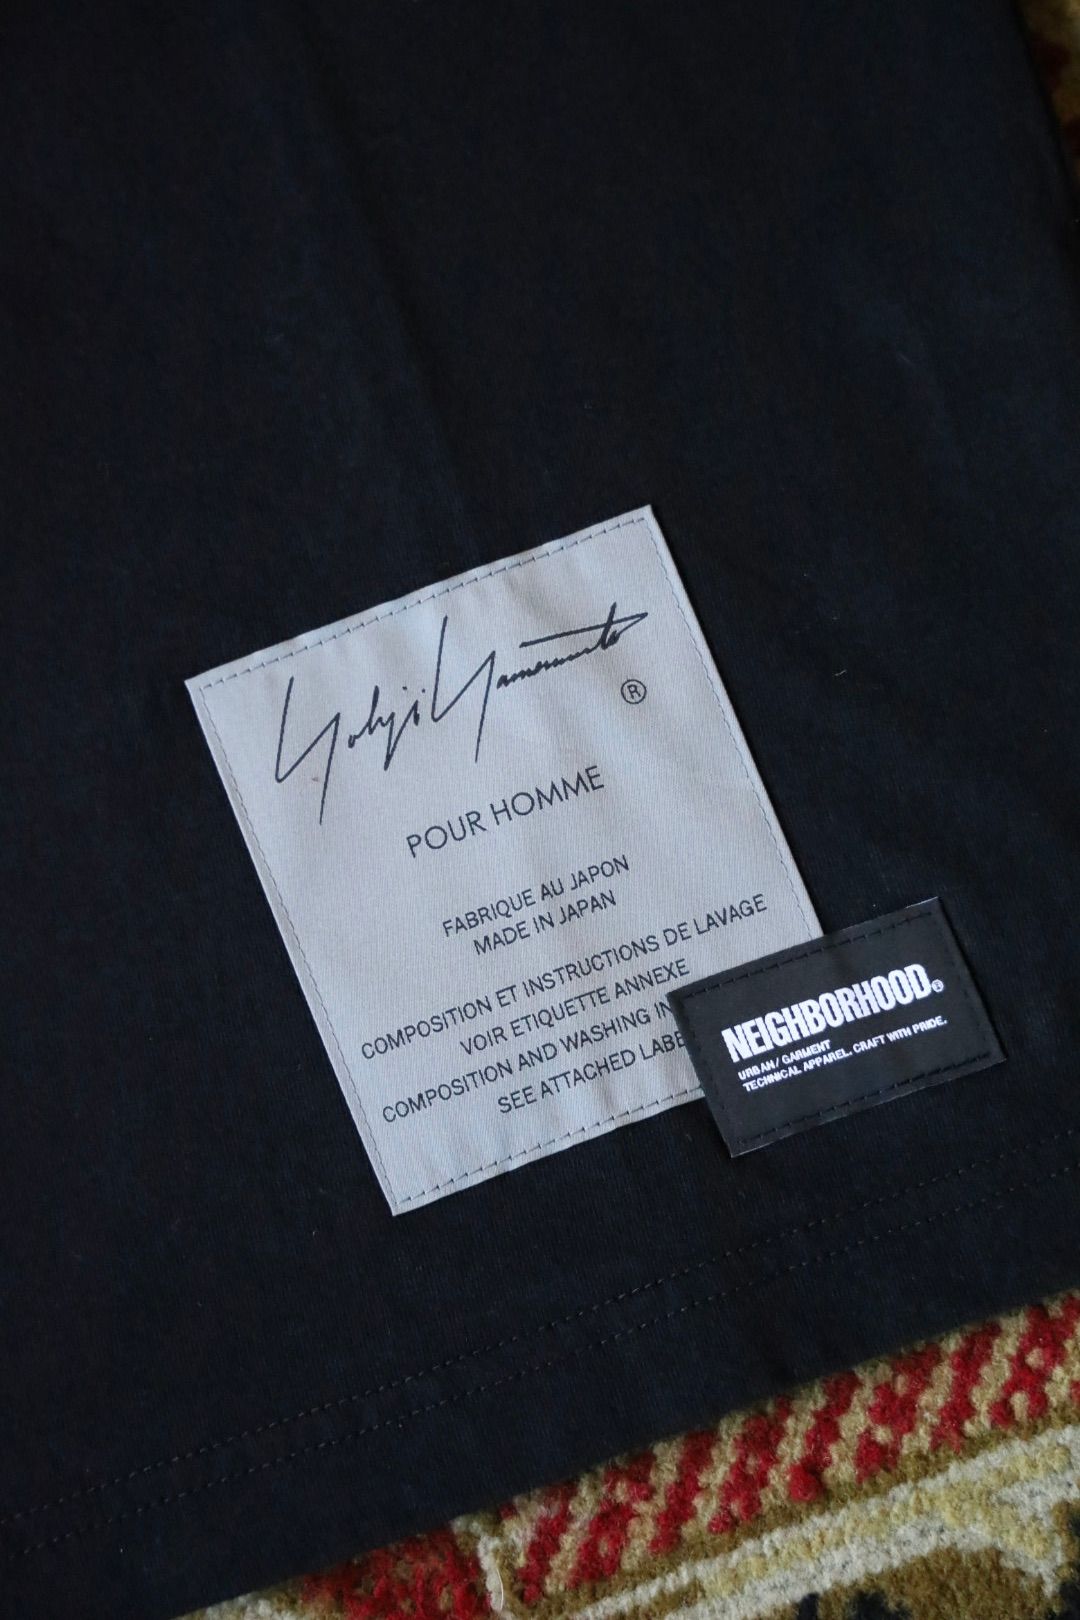 Yohji Yamamoto
®
POUR HOMME
FABRIQUE AU JAPON
MADE IN JAPAN
COMPOSITION ET INSTRUCTIONS DE LAVAGE
VOIR ETIQUETTE ANNEXE
COMPOSITION AND WASHING
SEE ATTACHED
NEIGHBORHOOD®
URBAN / GARMENT
TECHNICAL APPAREL. CRAFT WITH PRIDE.